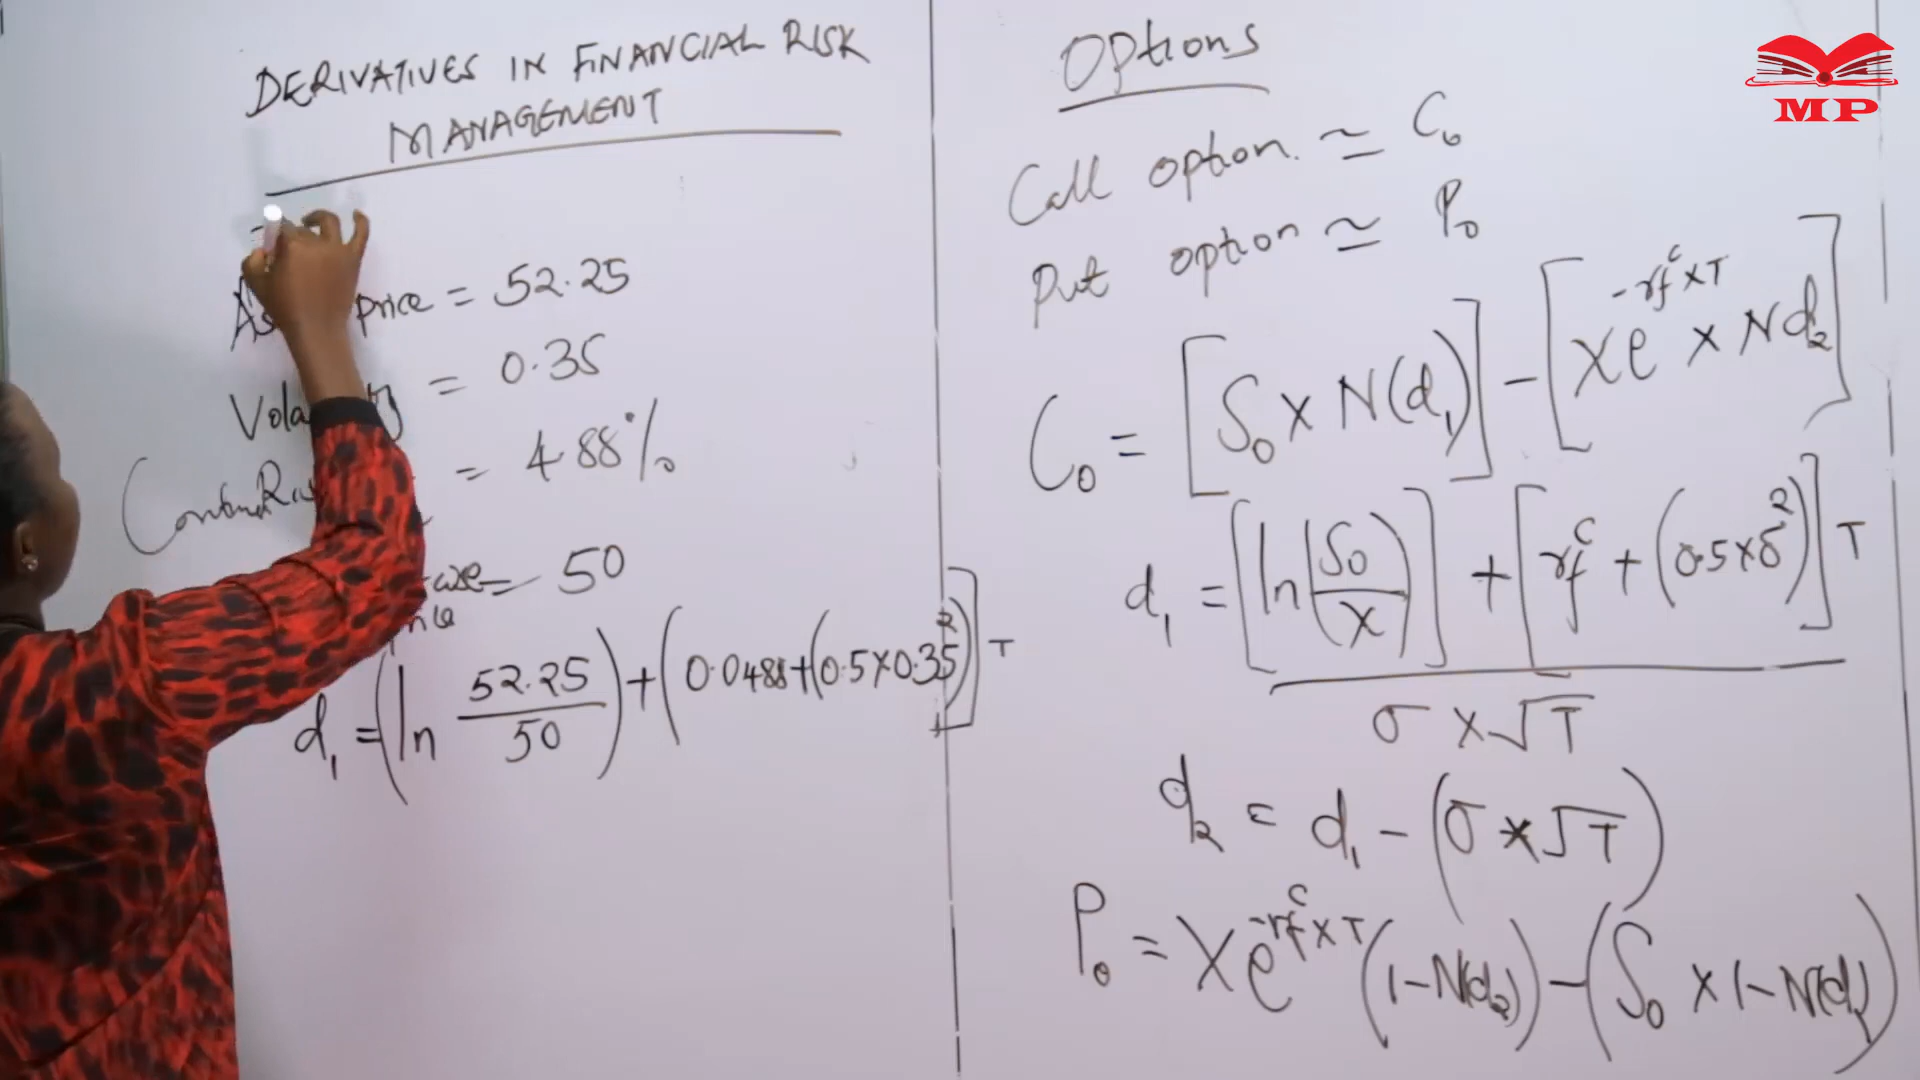 DERIVATIVES IN FINANCIAL RISK
MANAGEMENT
price = 52.25
= 0.35
= 4.88%
= 50
d₁ = (ln 52.25/50) + (0.0488+(0.5×0.35²)] T
Options
Call option ≃ C₀
Put option ≃ P₀
C₀ = [S₀ × N(d₁)] - [Xe^(-rf^c × T) × Nd₂]
d₁ = [ln(S₀/X)] + [rf^c + (0.5×σ²)] T
σ × √T
d₂ = d₁ - (σ × √T)
P₀ = Xe^(-rf^c × T) (1-N(d₂)) - (S₀ × 1-N(d₁))
MP